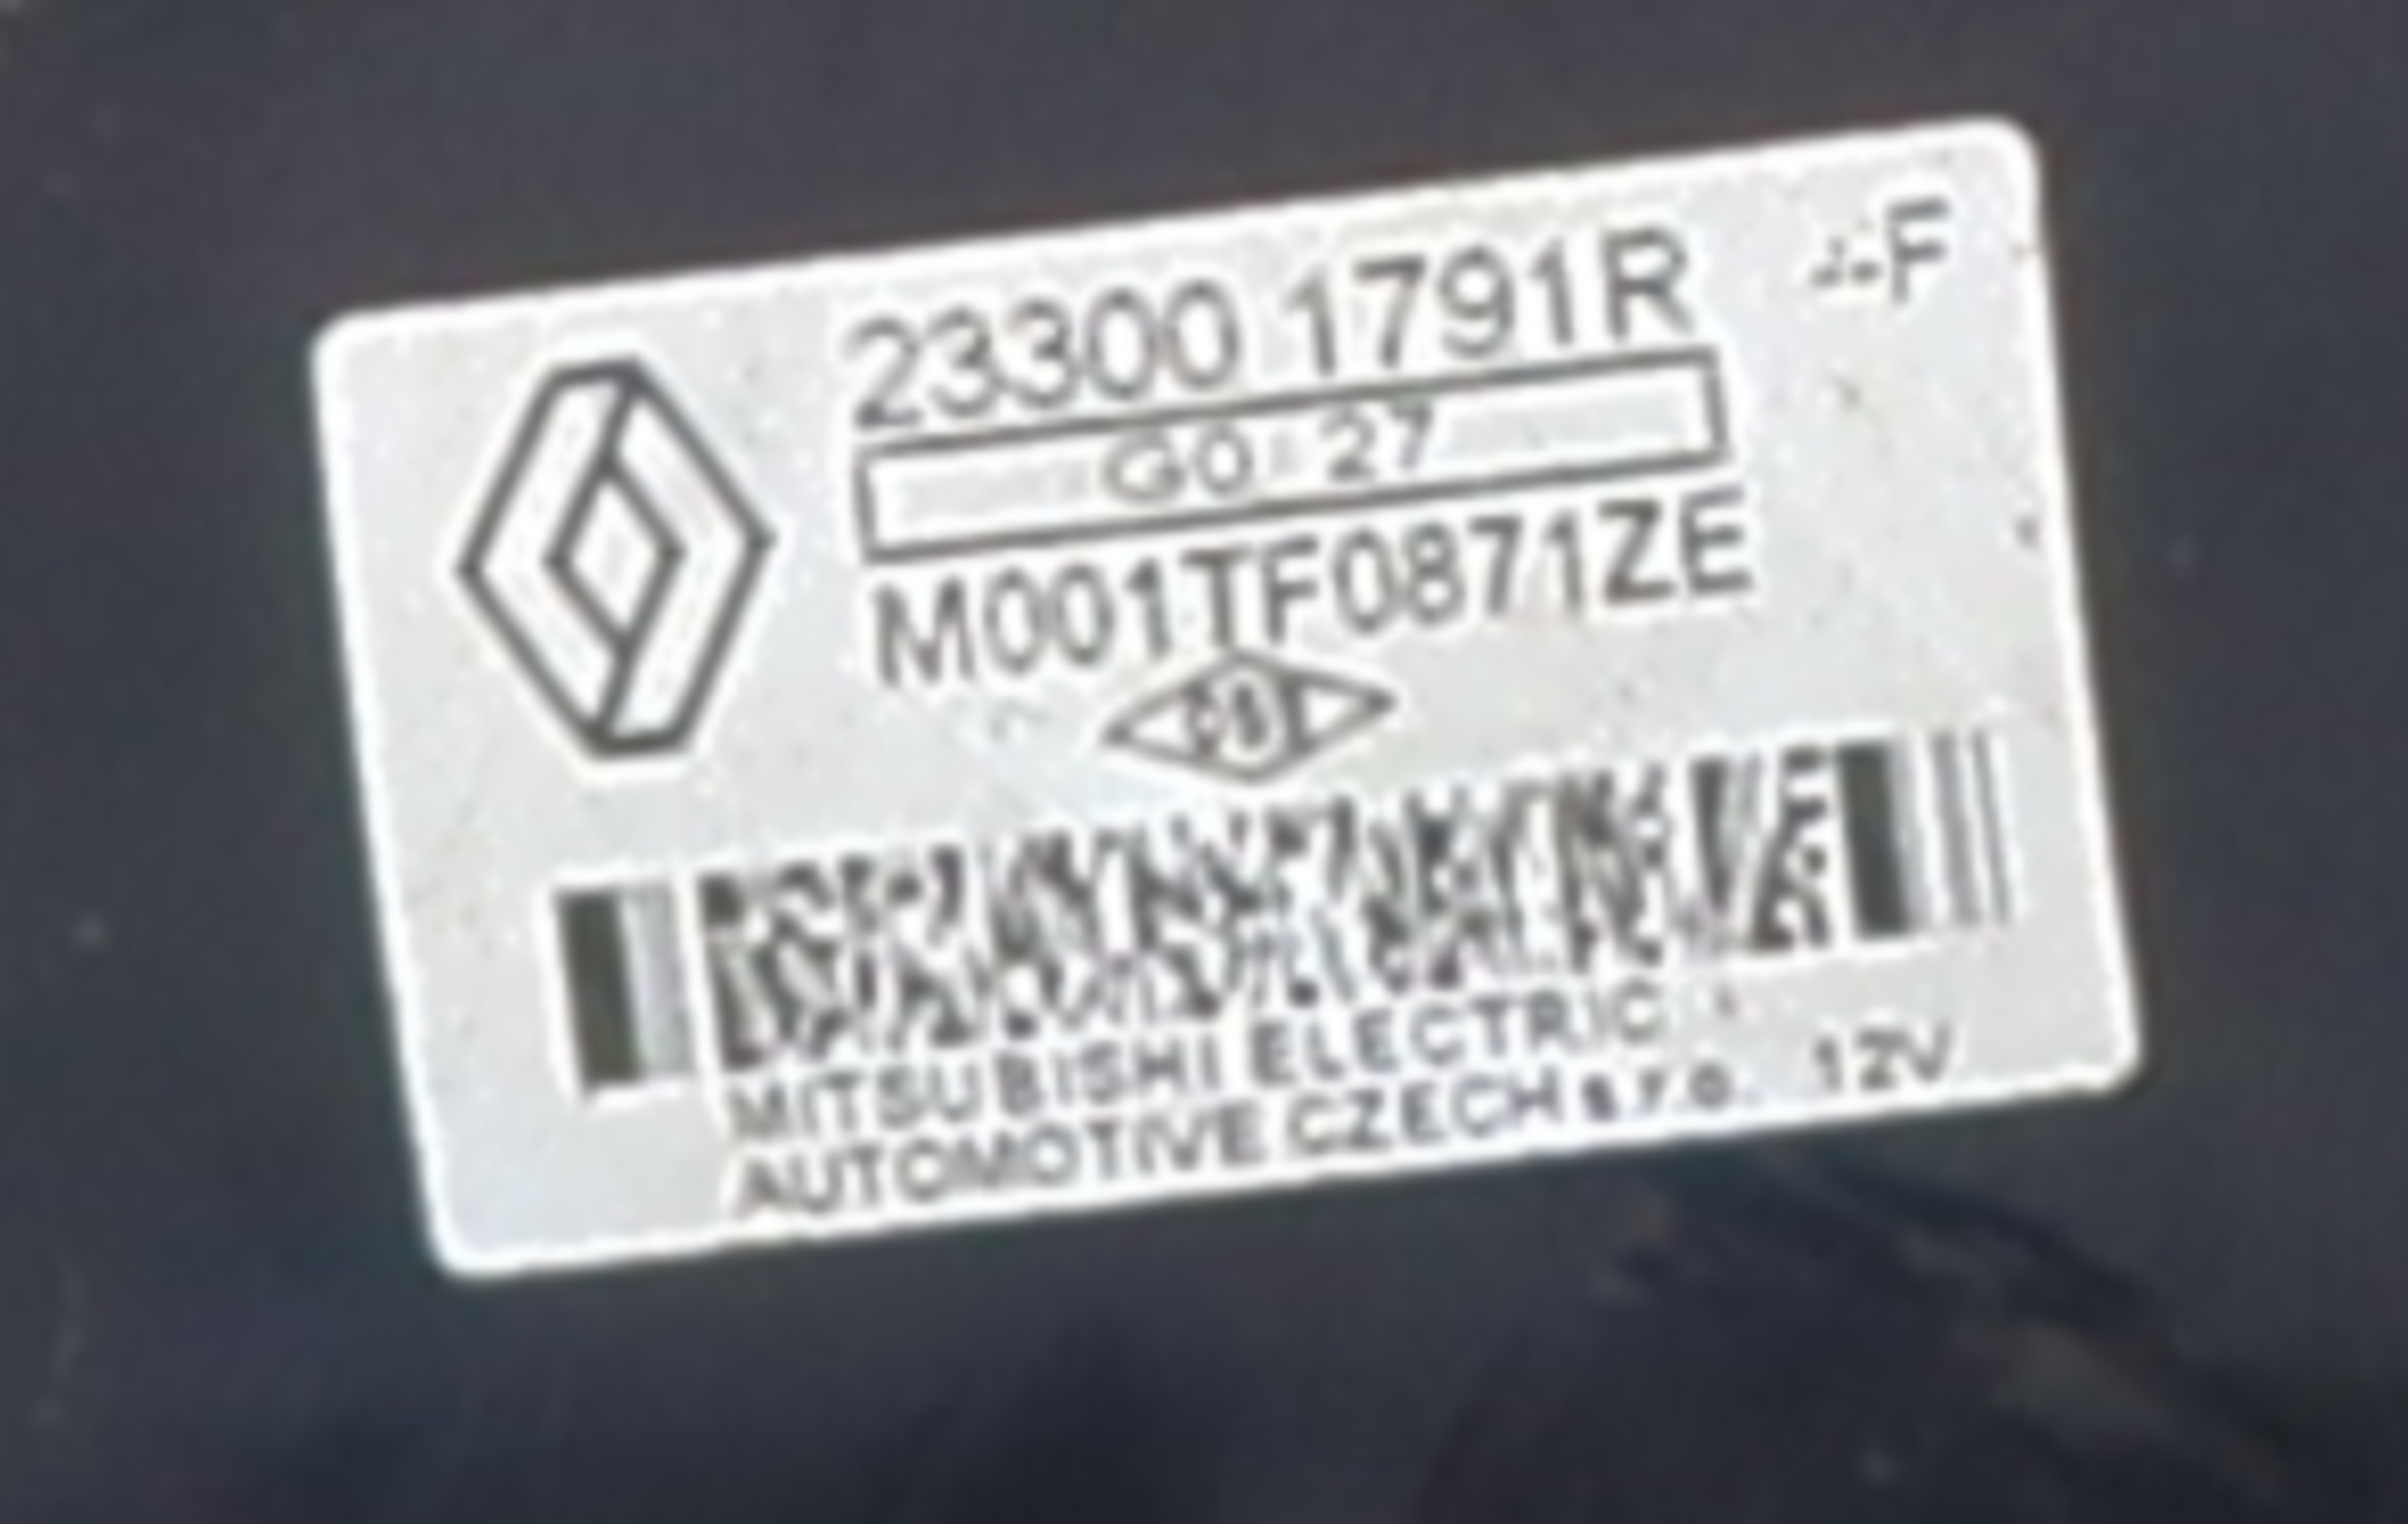 23300 1791R
F
G0 27
M001TF0871ZE
MITSUBISHI ELECTRIC
AUTOMOTIVE CZECH s.r.o. 12V